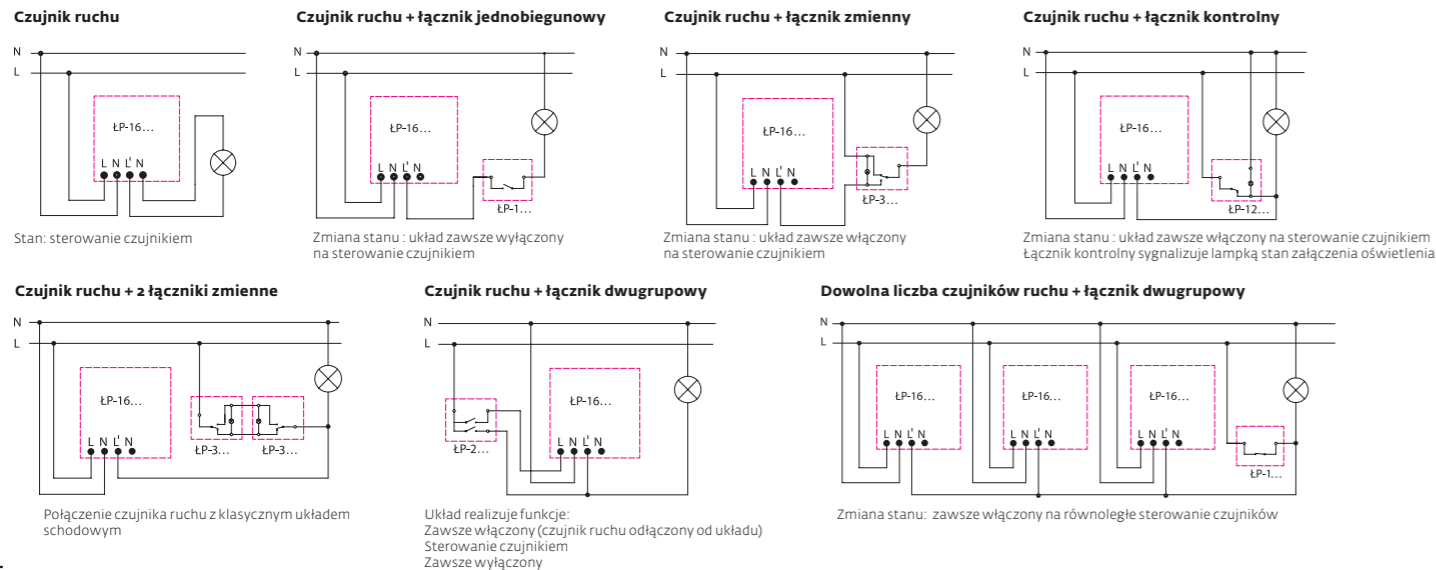 Czujnik ruchu
N
L
ŁP-16...
L N L' N
Stan: sterowanie czujnikiem
Czujnik ruchu + łącznik jednobiegunowy
N
L
ŁP-16...
L N L' N
ŁP-1...
Zmiana stanu : układ zawsze wyłączony
na sterowanie czujnikiem
Czujnik ruchu + łącznik zmienny
N
L
ŁP-16...
L N L' N
ŁP-3...
Zmiana stanu : układ zawsze włączony
na sterowanie czujnikiem
Czujnik ruchu + łącznik kontrolny
N
L
ŁP-16...
L N L' N
ŁP-12...
Zmiana stanu : układ zawsze włączony na sterowanie czujnikiem
Łącznik kontrolny sygnalizuje lampką stan załączenia oświetlenia
Czujnik ruchu + 2 łączniki zmienne
N
L
ŁP-16...
L N L' N
ŁP-3... ŁP-3...
Połączenie czujnika ruchu z klasycznym układem
schodowym
Czujnik ruchu + łącznik dwugrupowy
N
L
ŁP-16...
L N L' N
ŁP-2...
Układ realizuje funkcje:
Zawsze włączony (czujnik ruchu odłączony od układu)
Sterowanie czujnikiem
Zawsze wyłączony
Dowolna liczba czujników ruchu + łącznik dwugrupowy
N
L
ŁP-16... ŁP-16... ŁP-16...
L N L' N L N L' N L N L' N
ŁP-1...
Zmiana stanu: zawsze włączony na równoległe sterowanie czujników